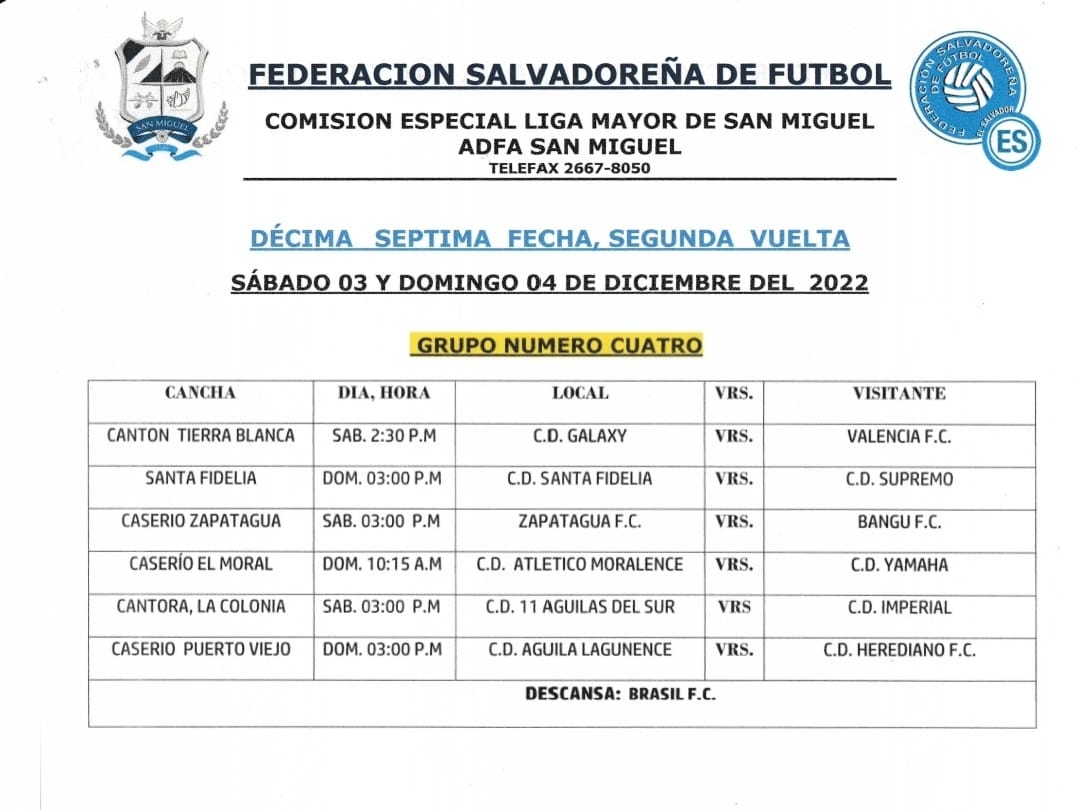 SAN MIGUEL
FEDERACION SALVADOREÑA DE FUTBOL
COMISION ESPECIAL LIGA MAYOR DE SAN MIGUEL
ADFA SAN MIGUEL
TELEFAX 2667-8050
FEDERACIÓN SALVADOREÑA
DE FÚTBOL
EL SALVADOR
ES
DÉCIMA SEPTIMA FECHA, SEGUNDA VUELTA
SÁBADO 03 Y DOMINGO 04 DE DICIEMBRE DEL 2022
GRUPO NUMERO CUATRO
CANCHA DIA, HORA LOCAL VRS. VISITANTE
CANTON TIERRA BLANCA SAB. 2:30 P.M C.D. GALAXY VRS. VALENCIA F.C.
SANTA FIDELIA DOM. 03:00 P.M C.D. SANTA FIDELIA VRS. C.D. SUPREMO
CASERIO ZAPATAGUA SAB. 03:00 P.M ZAPATAGUA F.C. VRS. BANGU F.C.
CASERÍO EL MORAL DOM. 10:15 A.M C.D. ATLETICO MORALENCE VRS. C.D. YAMAHA
CANTORA, LA COLONIA SAB. 03:00 P.M C.D. 11 AGUILAS DEL SUR VRS C.D. IMPERIAL
CASERIO PUERTO VIEJO DOM. 03:00 P.M C.D. AGUILA LAGUNENCE VRS. C.D. HEREDIANO F.C.
DESCANSA: BRASIL F.C.